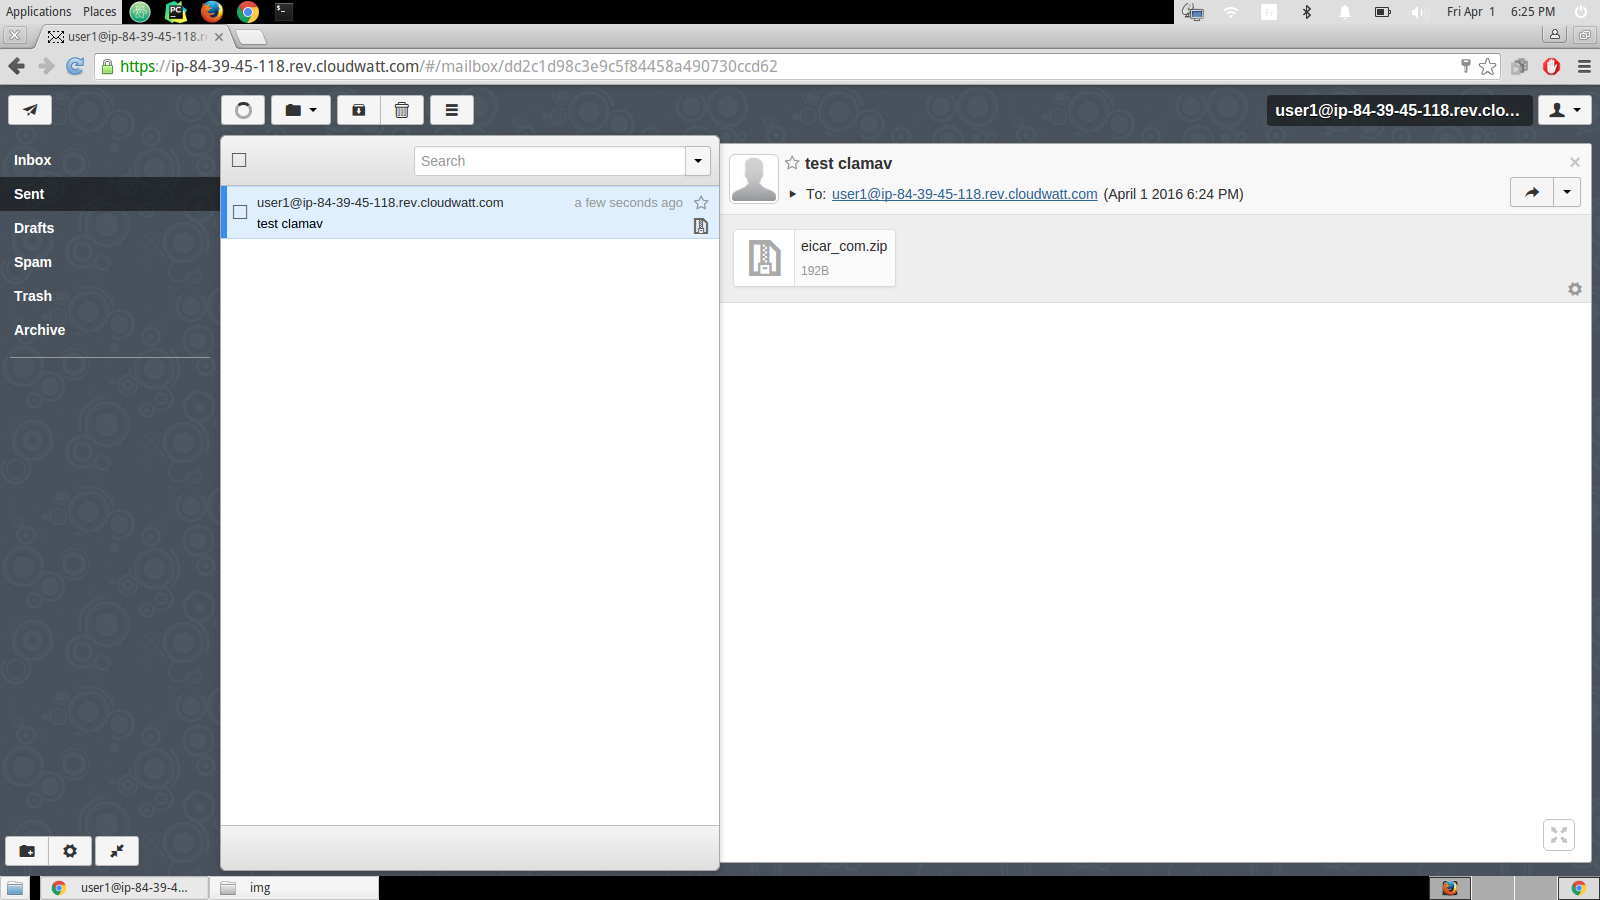 Applications Places
PC
$_
Fr
Fri Apr 1 6:25 PM
user1@ip-84-39-45-118.r
https://ip-84-39-45-118.rev.cloudwatt.com/#/mailbox/dd2c1d98c3e9c5f84458a490730ccd62
user1@ip-84-39-45-118.rev.clo...
Inbox
Sent
Drafts
Spam
Trash
Archive
Search
user1@ip-84-39-45-118.rev.cloudwatt.com a few seconds ago
test clamav
test clamav
To: user1@ip-84-39-45-118.rev.cloudwatt.com (April 1 2016 6:24 PM)
eicar_com.zip
192B
user1@ip-84-39-4...
img